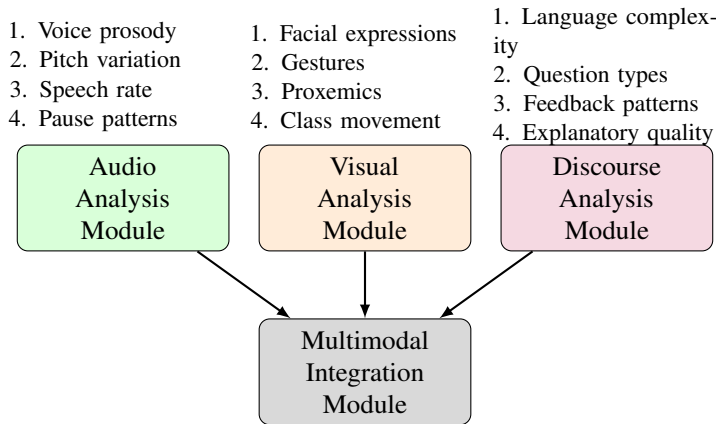 1. Voice prosody
2. Pitch variation
3. Speech rate
4. Pause patterns
1. Facial expressions
2. Gestures
3. Proxemics
4. Class movement
1. Language complex-
ity
2. Question types
3. Feedback patterns
4. Explanatory quality
Audio
Analysis
Module
Visual
Analysis
Module
Discourse
Analysis
Module
Multimodal
Integration
Module